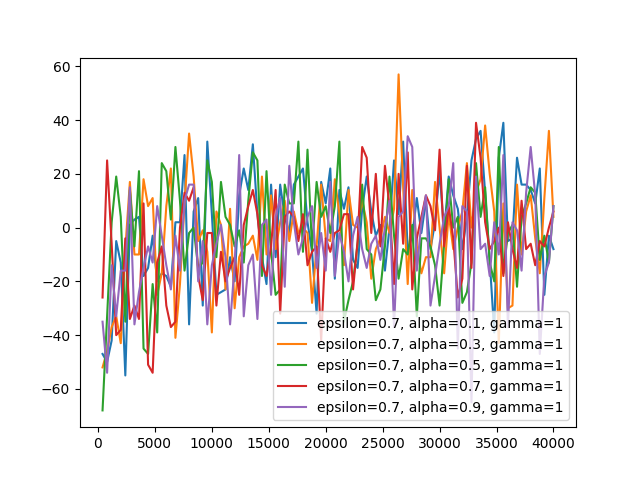 60
40
20
0
−20
−40
−60
epsilon=0.7, alpha=0.1, gamma=1
epsilon=0.7, alpha=0.3, gamma=1
epsilon=0.7, alpha=0.5, gamma=1
epsilon=0.7, alpha=0.7, gamma=1
epsilon=0.7, alpha=0.9, gamma=1
0 5000 10000 15000 20000 25000 30000 35000 40000